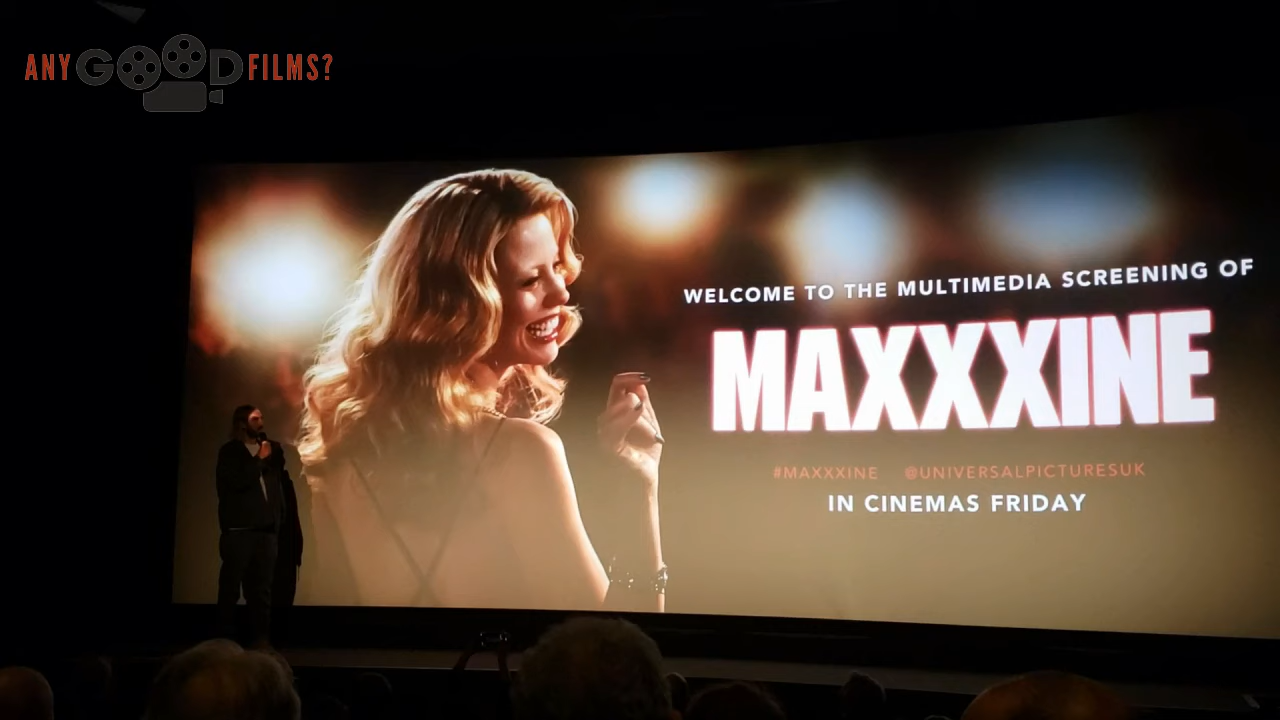 ANY GOOD FILMS?
WELCOME TO THE MULTIMEDIA SCREENING OF
MAXXXINE
#MAXXXINE @UNIVERSALPICTURESUK
IN CINEMAS FRIDAY